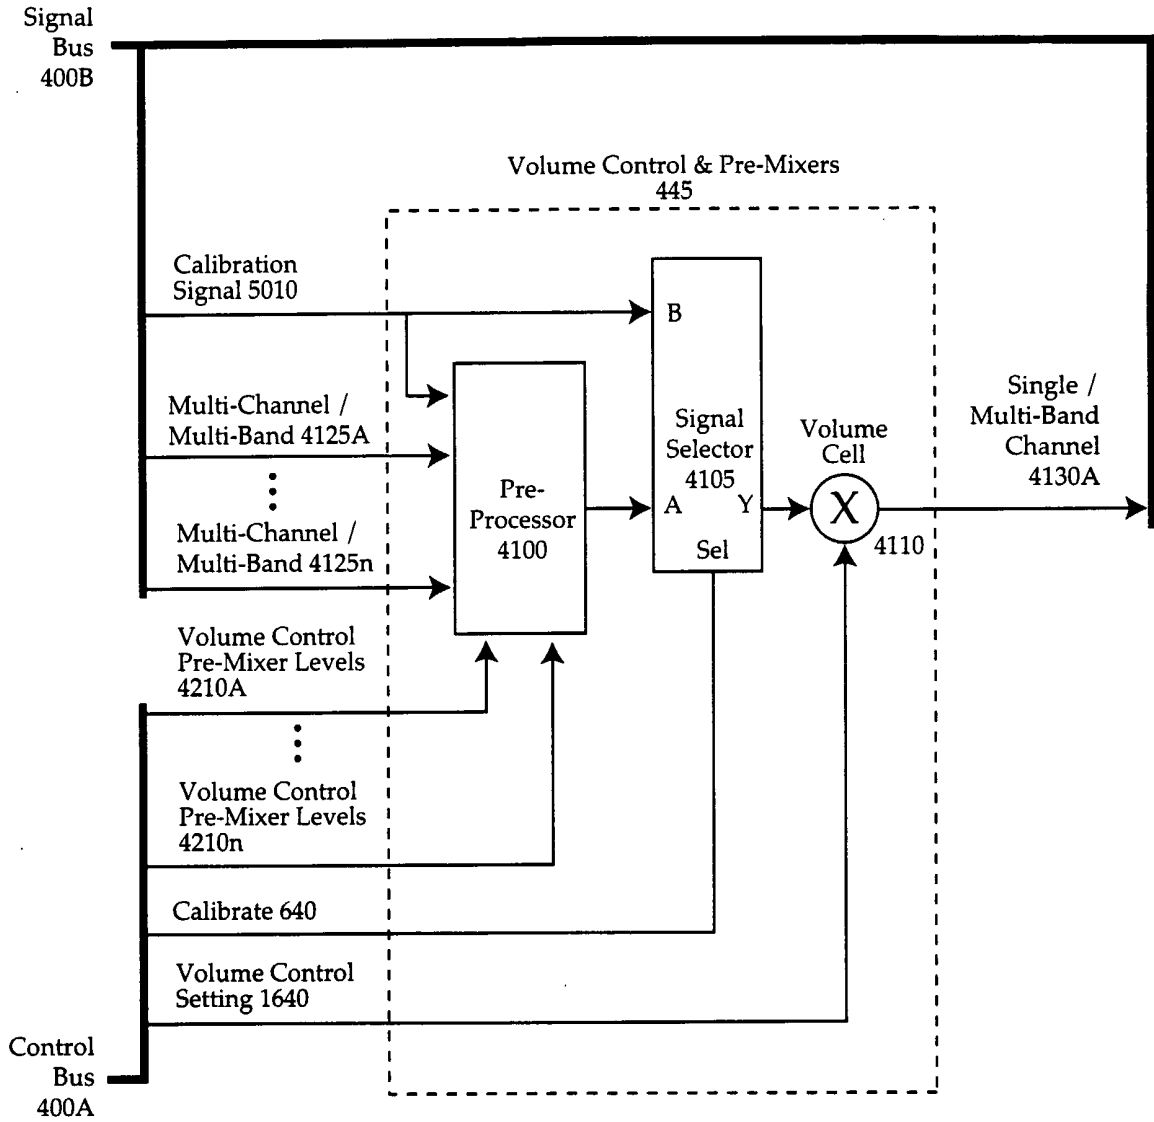 Signal
Bus
400B
Volume Control & Pre-Mixers
445
Calibration
Signal 5010
B
Multi-Channel /
Multi-Band 4125A
Multi-Channel /
Multi-Band 4125n
Pre-
Processor
4100
Signal
Selector
4105
A
Y
Sel
Volume
Cell
X
4110
Single /
Multi-Band
Channel
4130A
Volume Control
Pre-Mixer Levels
4210A
Volume Control
Pre-Mixer Levels
4210n
Calibrate 640
Volume Control
Setting 1640
Control
Bus
400A